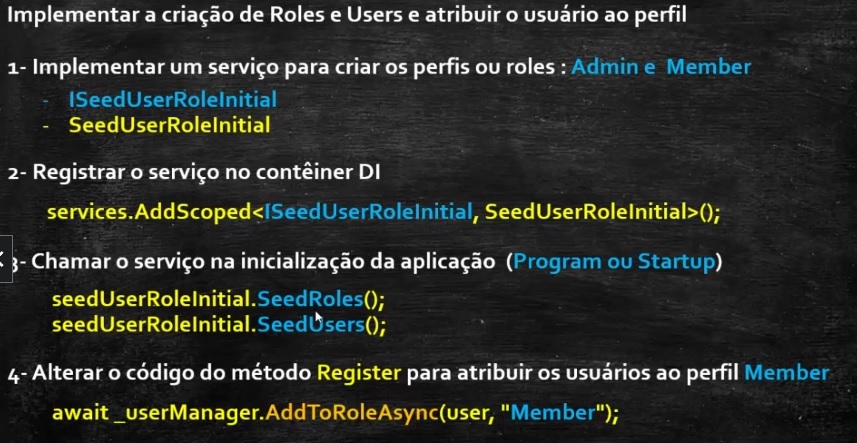 Implementar a criação de Roles e Users e atribuir o usuário ao perfil
1- Implementar um serviço para criar os perfis ou roles : Admin e Member
- ISeedUserRoleInitial
- SeedUserRoleInitial
2- Registrar o serviço no contêiner DI
services.AddScoped<ISeedUserRoleInitial, SeedUserRoleInitial>();
3- Chamar o serviço na inicialização da aplicação (Program ou Startup)
seedUserRoleInitial.SeedRoles();
seedUserRoleInitial.SeedUsers();
4- Alterar o código do método Register para atribuir os usuários ao perfil Member
await _userManager.AddToRoleAsync(user, "Member");